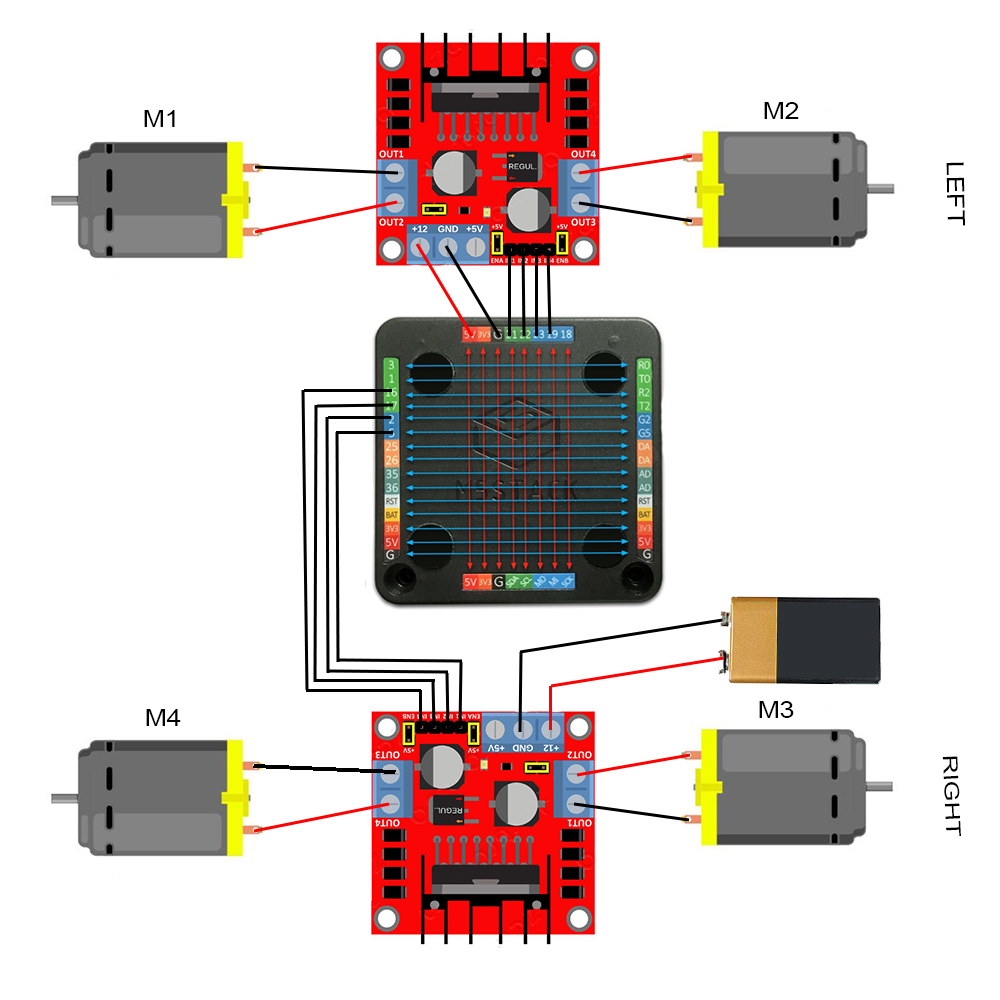 M1
M2
LEFT
OUT1
OUT4
REGUL.
OUT2
OUT3
+12 GND +5V
+5V
+5V
ENA IN1 IN2 IN3 IN4 ENB
5V 3V3 G 21 22 23 19 18
3
1
16
17
2
5
25
26
35
36
RST
BAT
3V3
5V
G
R0
T0
R2
T2
G2
G5
DA
DA
AD
AD
RST
BAT
3V3
5V
G
M5STACK
5V 3V3 G SDA SCL MO MI SCK
M4
M3
RIGHT
ENB IN4 IN3 IN2 IN1 ENA
+5V
+5V
+5V GND +12
OUT3
OUT2
REGUL.
OUT4
OUT1